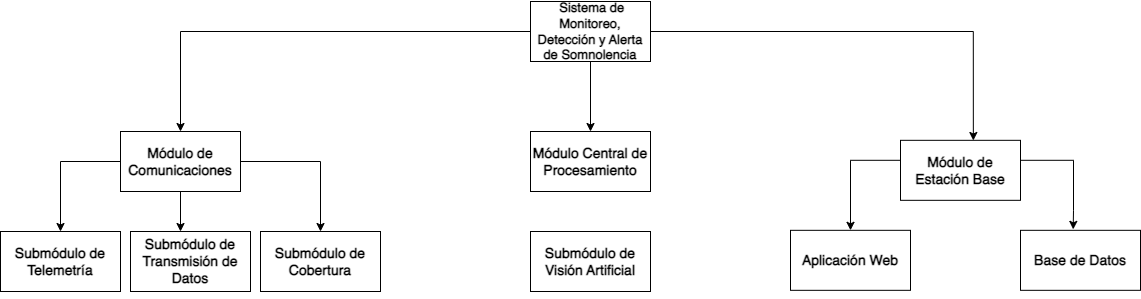 Sistema de
Monitoreo,
Detección y Alerta
de Somnolencia
Módulo de
Comunicaciones
Módulo Central de
Procesamiento
Módulo de
Estación Base
Submódulo de
Telemetría
Submódulo de
Transmisión de
Datos
Submódulo de
Cobertura
Submódulo de
Visión Artificial
Aplicación Web
Base de Datos